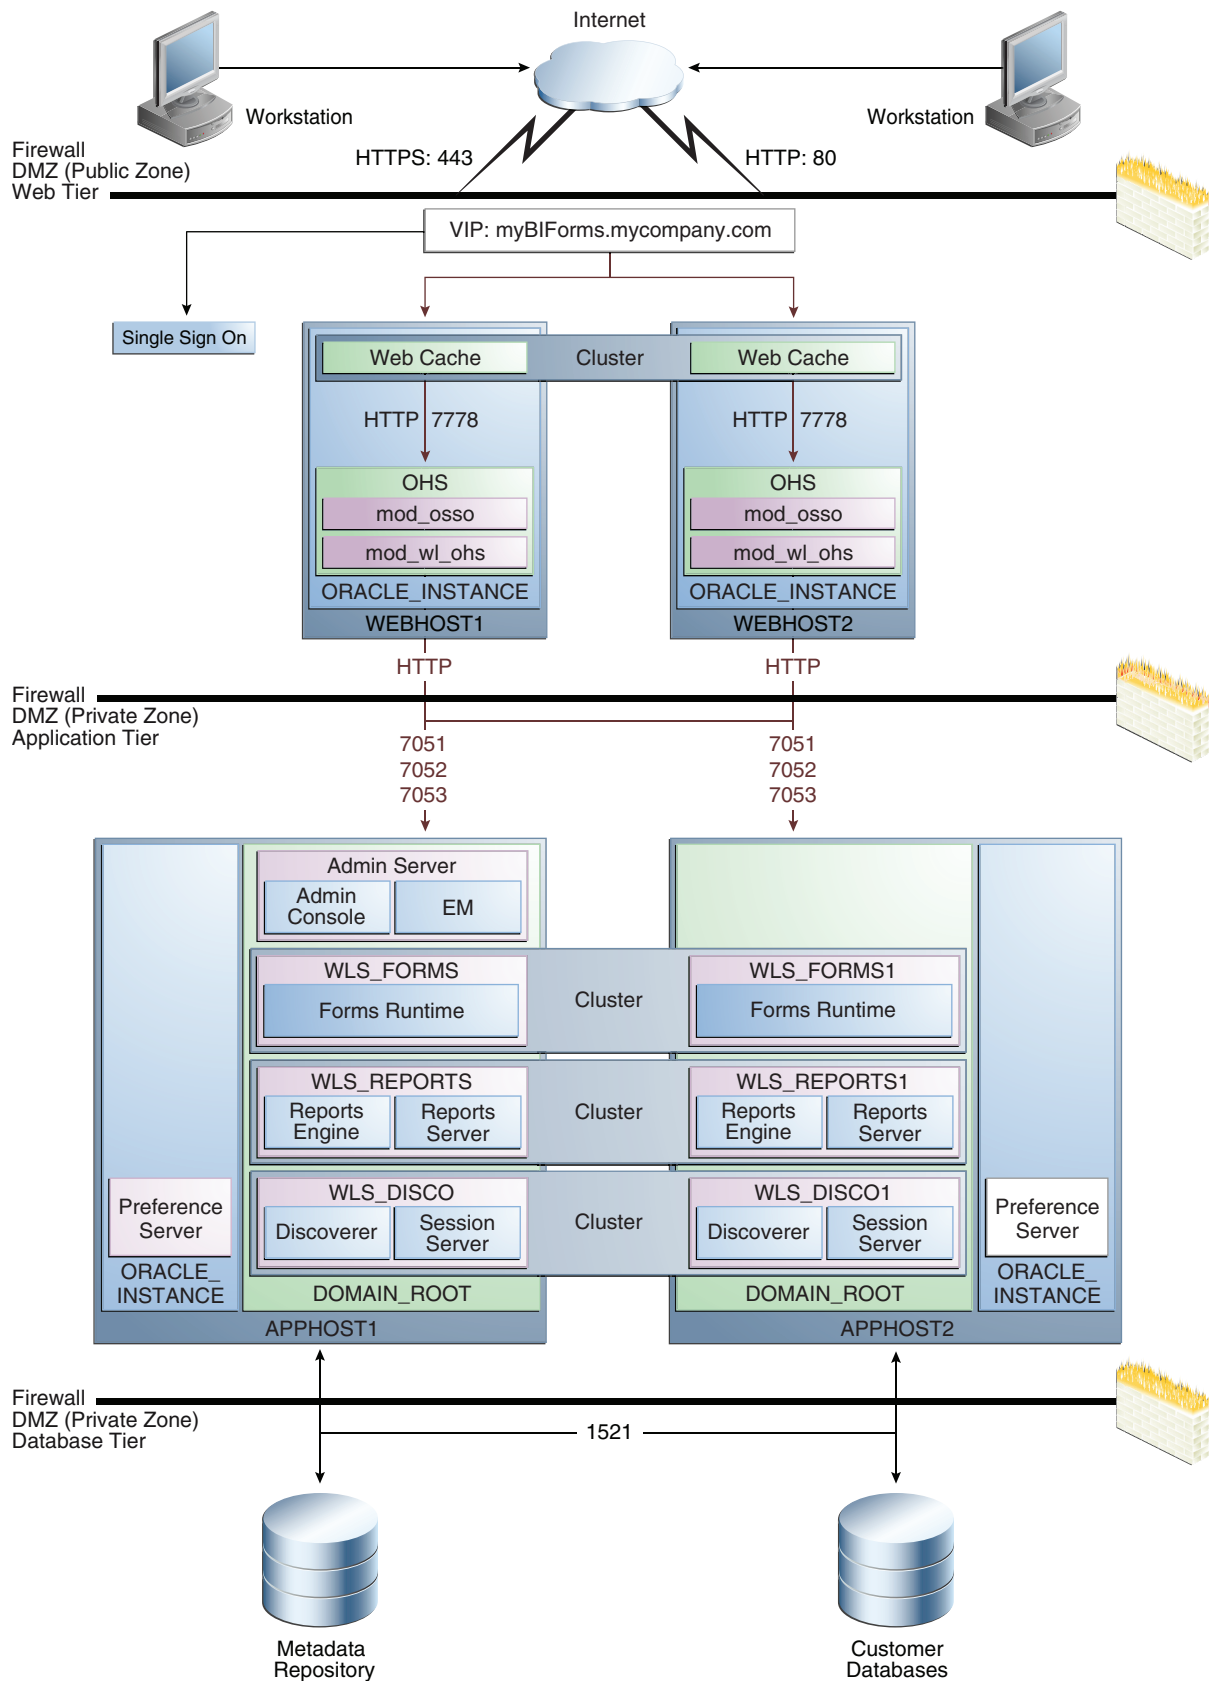 Internet
Workstation
Workstation
HTTPS: 443
HTTP: 80
Firewall
DMZ (Public Zone)
Web Tier
VIP: myBIForms.mycompany.com
Single Sign On
Web Cache
Cluster
Web Cache
HTTP 7778
HTTP 7778
OHS
mod_osso
mod_wl_ohs
ORACLE_INSTANCE
WEBHOST1
OHS
mod_osso
mod_wl_ohs
ORACLE_INSTANCE
WEBHOST2
HTTP
HTTP
Firewall
DMZ (Private Zone)
Application Tier
7051
7052
7053
7051
7052
7053
Admin Server
Admin
Console
EM
WLS_FORMS
Forms Runtime
Cluster
WLS_FORMS1
Forms Runtime
WLS_REPORTS
Reports
Engine
Reports
Server
Cluster
WLS_REPORTS1
Reports
Engine
Reports
Server
Preference
Server
ORACLE_
INSTANCE
WLS_DISCO
Discoverer
Session
Server
Cluster
WLS_DISCO1
Discoverer
Session
Server
Preference
Server
ORACLE_
INSTANCE
DOMAIN_ROOT
DOMAIN_ROOT
APPHOST1
APPHOST2
Firewall
DMZ (Private Zone)
Database Tier
1521
Metadata
Repository
Customer
Databases